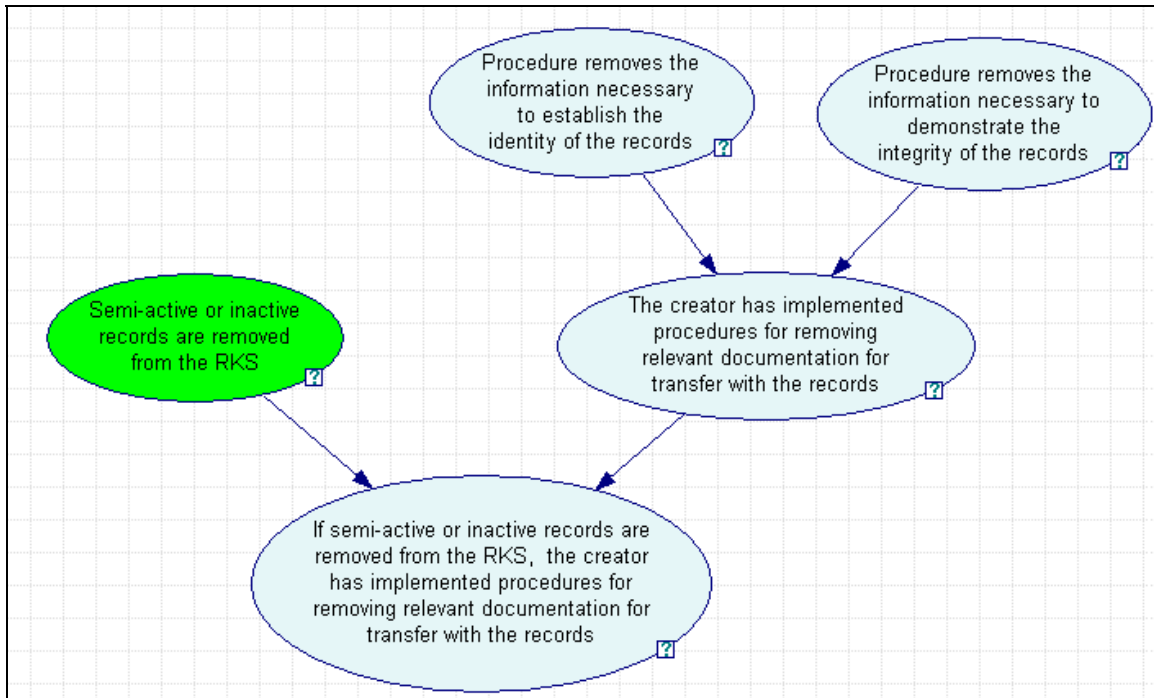 Procedure removes the
information necessary
to establish the
identity of the records
?
Procedure removes the
information necessary to
demonstrate the
integrity of the records
?
Semi-active or inactive
records are removed
from the RKS
?
The creator has implemented
procedures for removing
relevant documentation for
transfer with the records
?
If semi-active or inactive records are
removed from the RKS, the creator
has implemented procedures for
removing relevant documentation for
transfer with the records
?